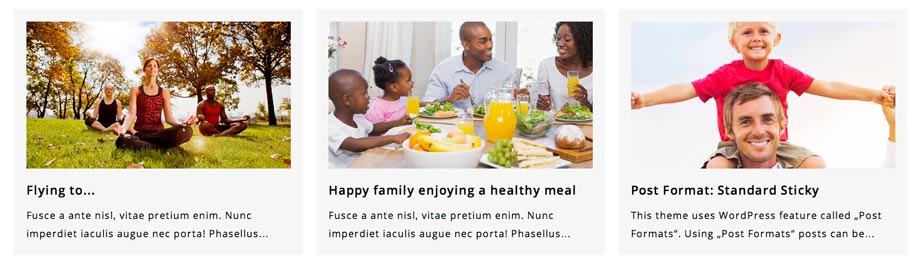 Flying to...
Fusce a ante nisl, vitae pretium enim. Nunc
imperdiet iaculis augue nec porta! Phasellus...
Happy family enjoying a healthy meal
Fusce a ante nisl, vitae pretium enim. Nunc
imperdiet iaculis augue nec porta! Phasellus...
Post Format: Standard Sticky
This theme uses WordPress feature called „Post
Formats“. Using „Post Formats“ posts can be...